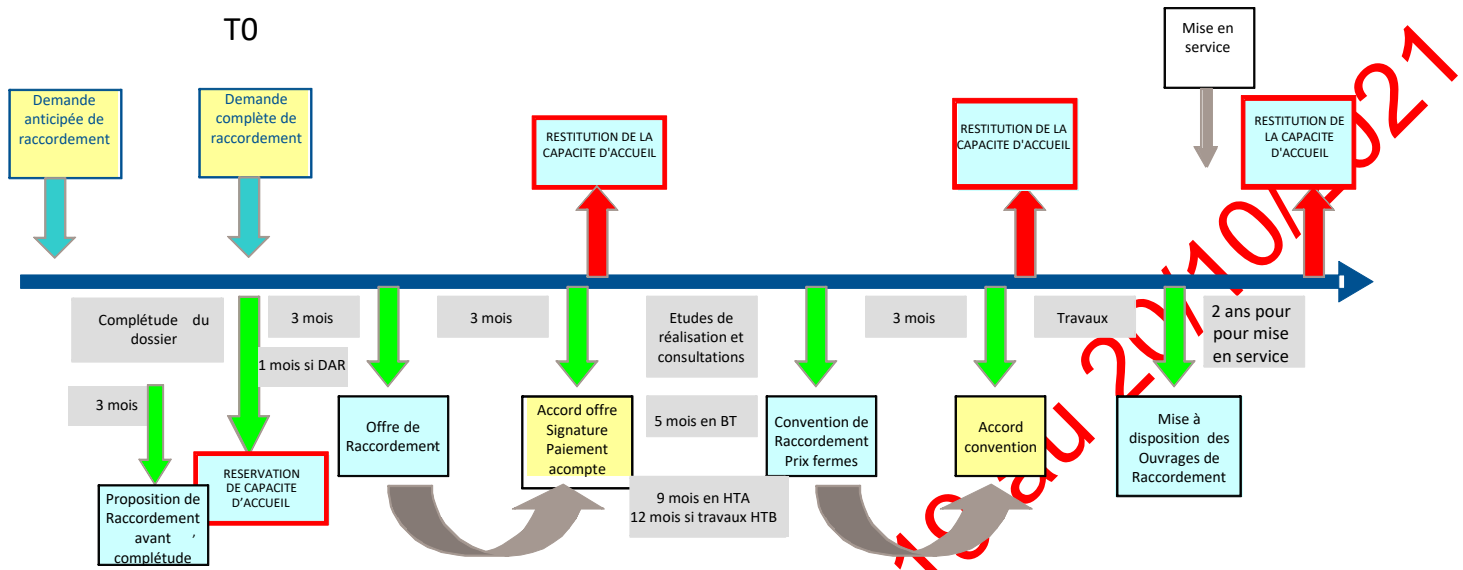 T0
Mise en
service
Demande
anticipée de
raccordement
Demande
complète de
raccordement
RESTITUTION DE LA
CAPACITE D'ACCUEIL
RESTITUTION DE LA
CAPACITE D'ACCUEIL
RESTITUTION DE
LA CAPACITE
D'ACCUEIL
Complétude du
dossier
3 mois
1 mois si DAR
3 mois
Etudes de
réalisation et
consultations
3 mois
Travaux
2 ans pour
pour mise
en service
3 mois
Offre de
Raccordement
Accord offre
Signature
Paiement
acompte
5 mois en BT
9 mois en HTA
12 mois si travaux HTB
Convention de
Raccordement
Prix fermes
Accord
convention
Mise à
disposition des
Ouvrages de
Raccordement
RESERVATION
DE CAPACITE
D'ACCUEIL
Proposition de
Raccordement
avant
complétude
au 20/10/2021